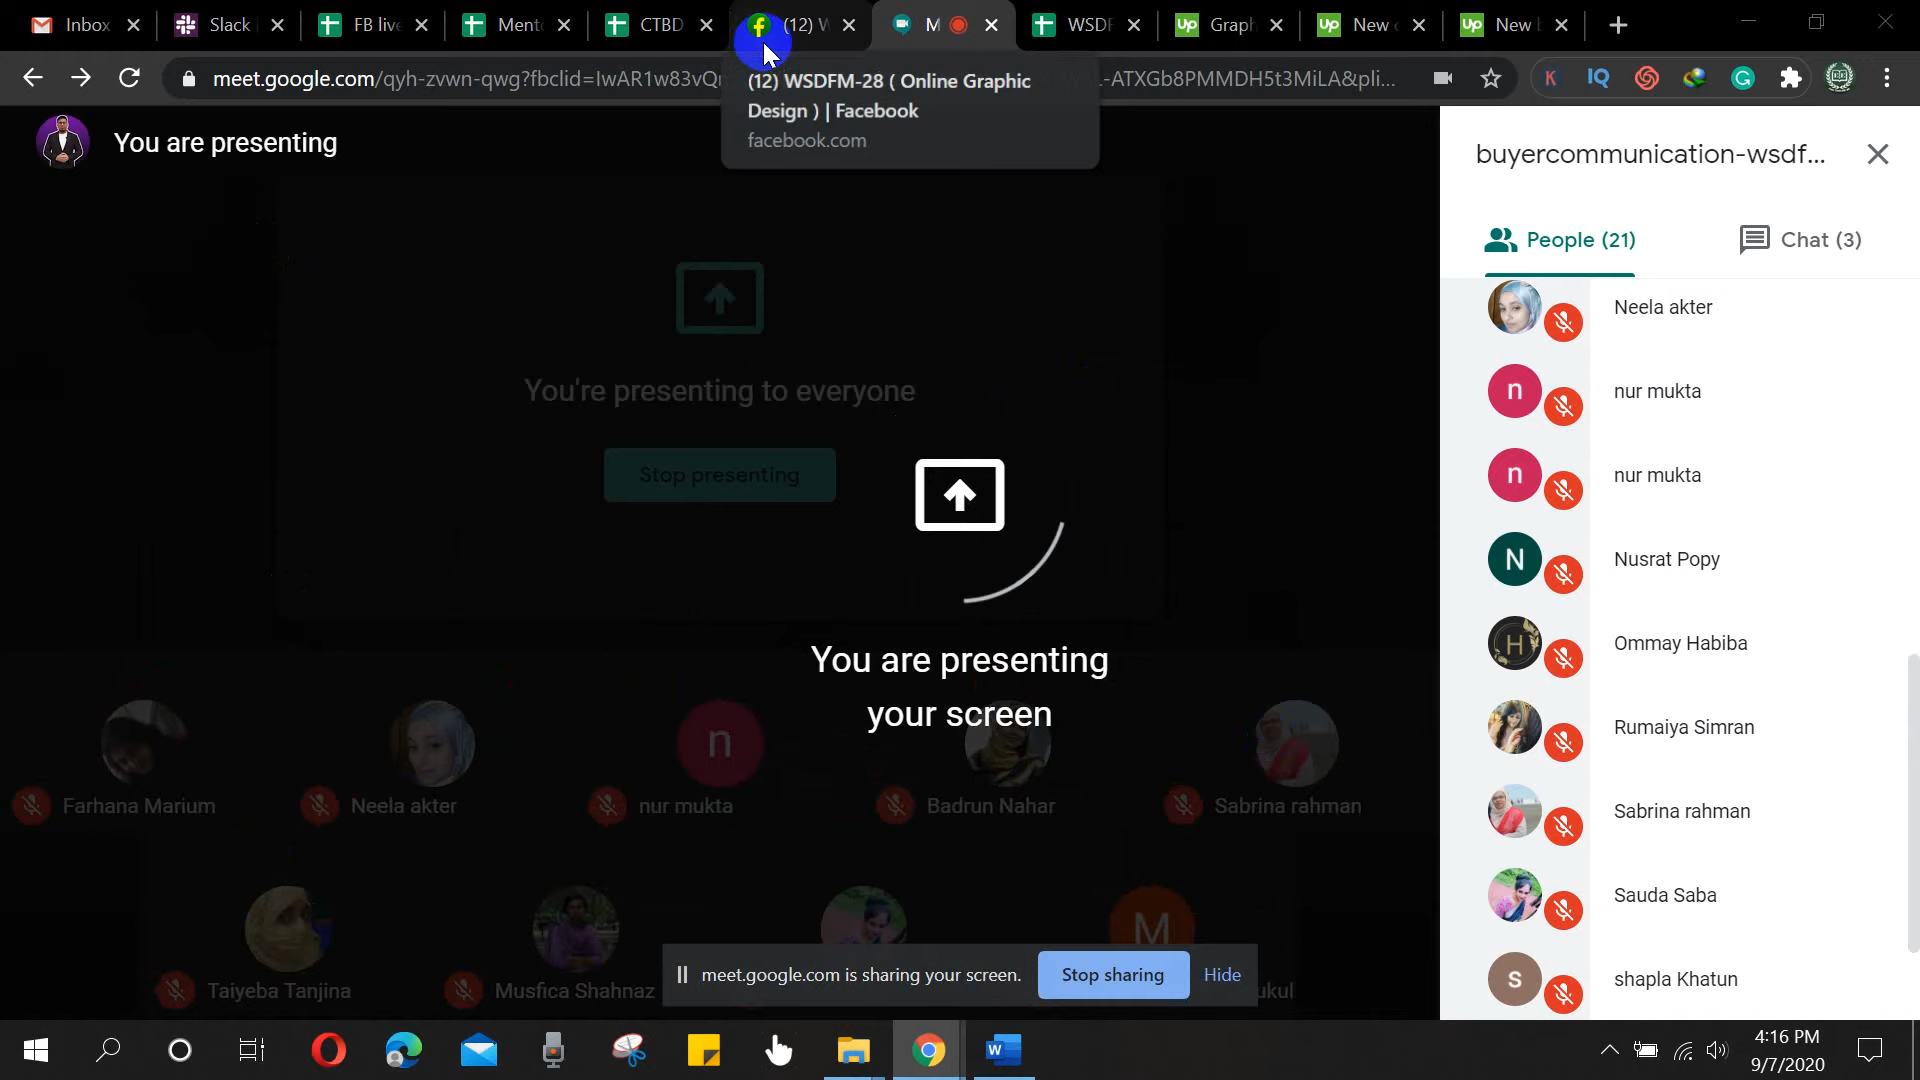 Inbox
Slack
FB live
Mento
CTBD
(12) W
M
WSDF
Up
Graph
Up
New c
Up
New b
meet.google.com/qyh-zvwn-qwg?fbclid=IwAR1w83vQ
-ATXGb8PMMDH5t3MiLA&pli...
(12) WSDFM-28 ( Online Graphic
Design ) | Facebook
facebook.com
You are presenting
buyercommunication-wsdf...
People (21)
Chat (3)
You're presenting to everyone
Stop presenting
You are presenting
your screen
Neela akter
n
nur mukta
n
nur mukta
N
Nusrat Popy
H
Ommay Habiba
Rumaiya Simran
Sabrina rahman
Sauda Saba
s
shapla Khatun
n
Farhana Marium
Neela akter
nur mukta
Badrun Nahar
Sabrina rahman
M
Taiyeba Tanjina
Musfica Shahnaz
ukul
meet.google.com is sharing your screen.
Stop sharing
Hide
4:16 PM
9/7/2020